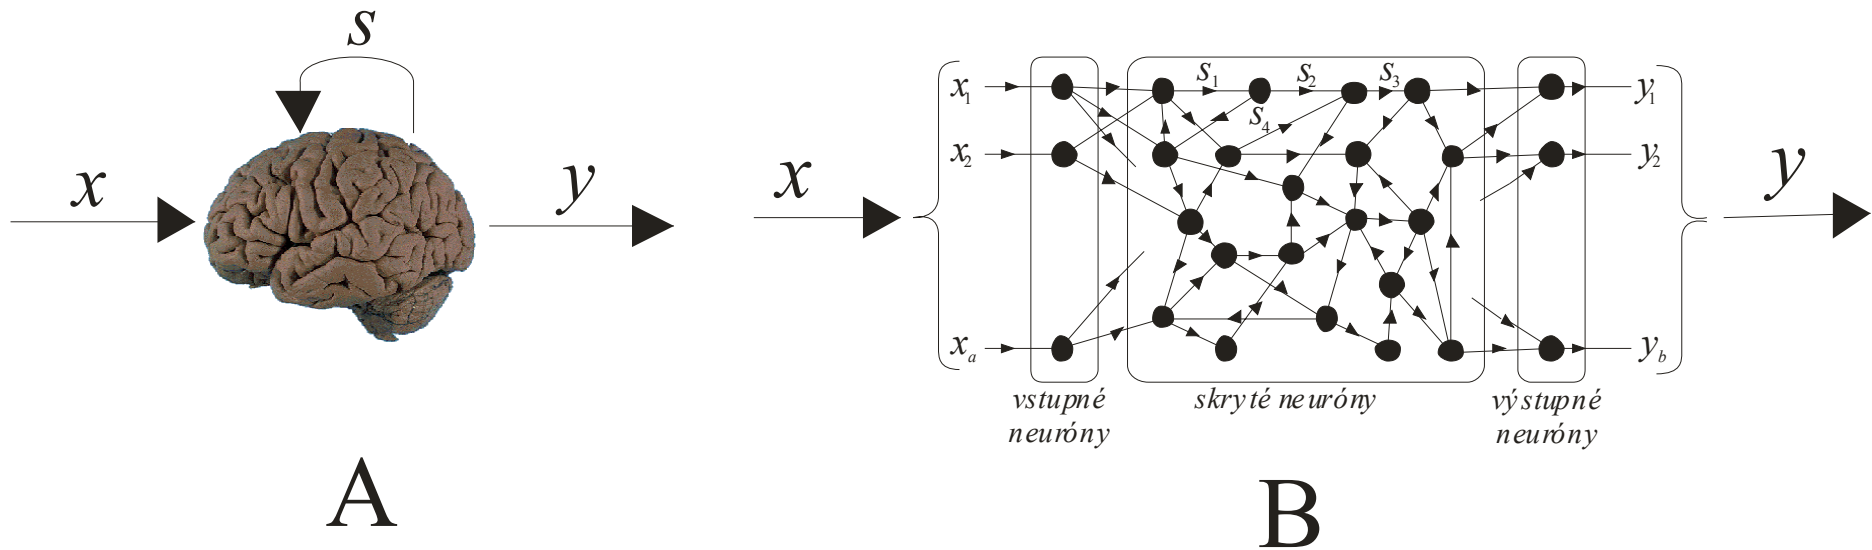 s
x
y
A
x
x1
x2
xa
s1 s2 s3
s4
y1
y2
yb
y
vstupné
neuróny
skryté neuróny
výstupné
neuróny
B